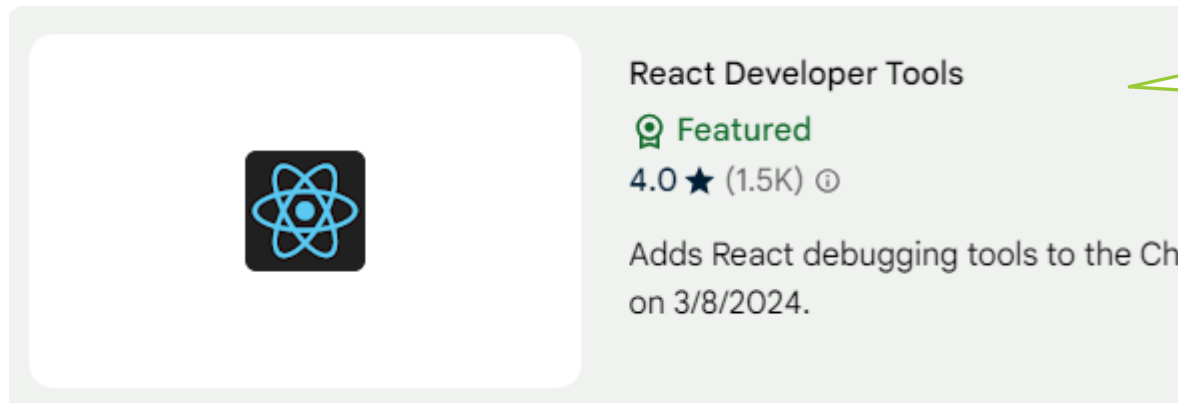 React Developer Tools
Featured
4.0 ★ (1.5K)
Adds React debugging tools to the Ch
on 3/8/2024.